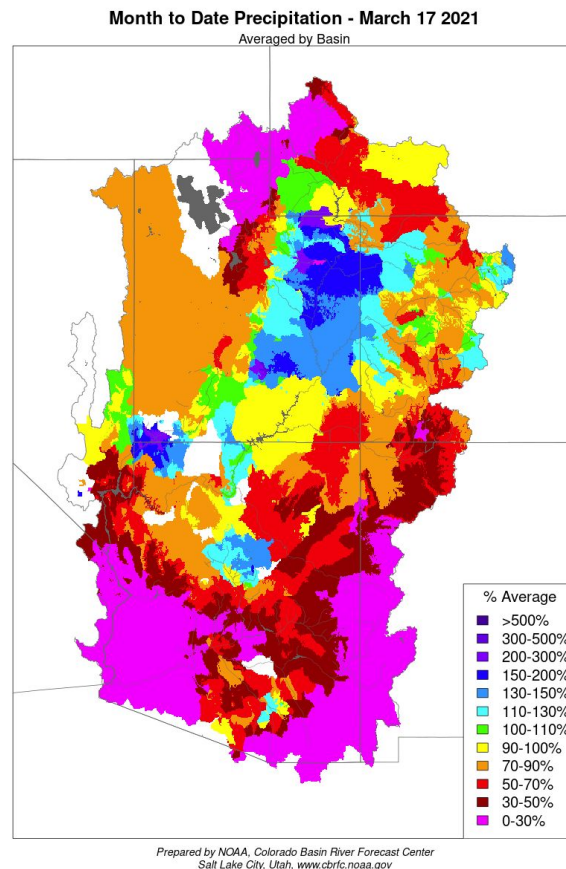 Month to Date Precipitation - March 17 2021
Averaged by Basin
% Average
>500%
300-500%
200-300%
150-200%
130-150%
110-130%
100-110%
90-100%
70-90%
50-70%
30-50%
0-30%
Prepared by NOAA, Colorado Basin River Forecast Center
Salt Lake City, Utah, www.cbrfc.noaa.gov